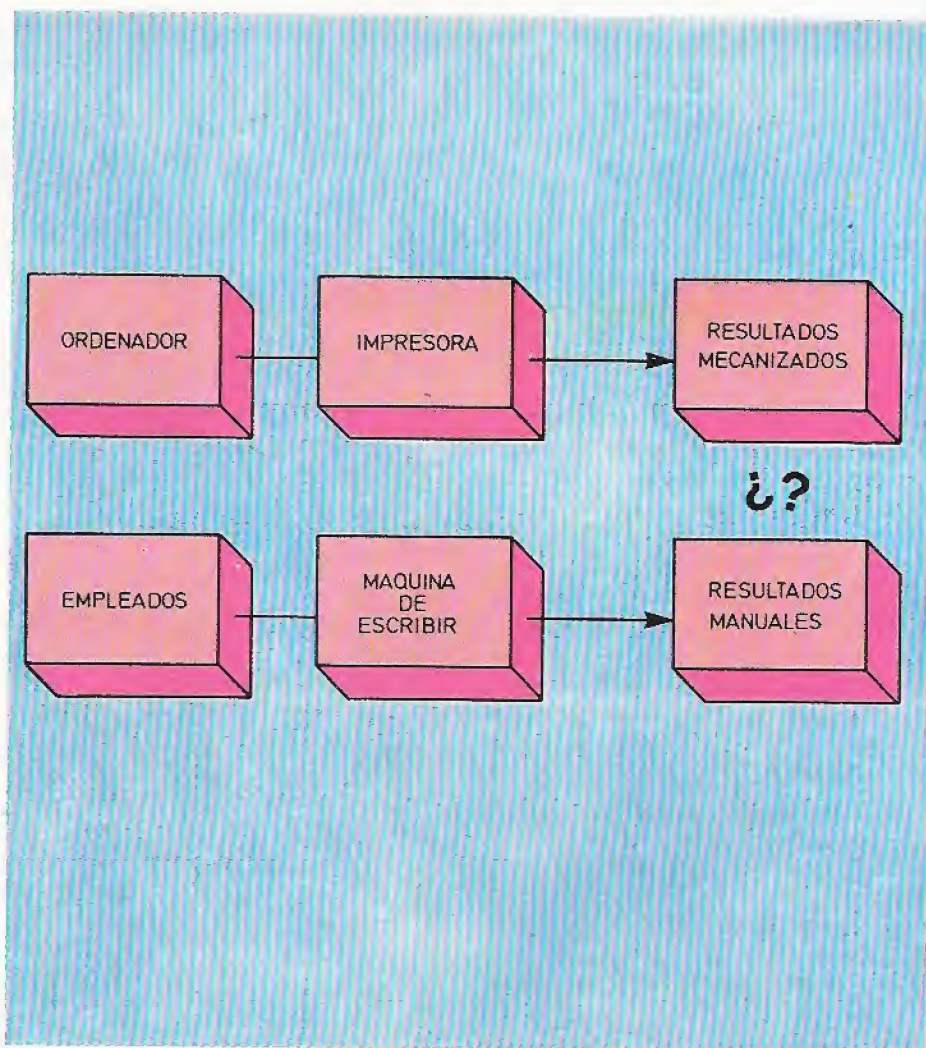 ORDENADOR
IMPRESORA
RESULTADOS
MECANIZADOS
¿?
EMPLEADOS
MAQUINA
DE
ESCRIBIR
RESULTADOS
MANUALES